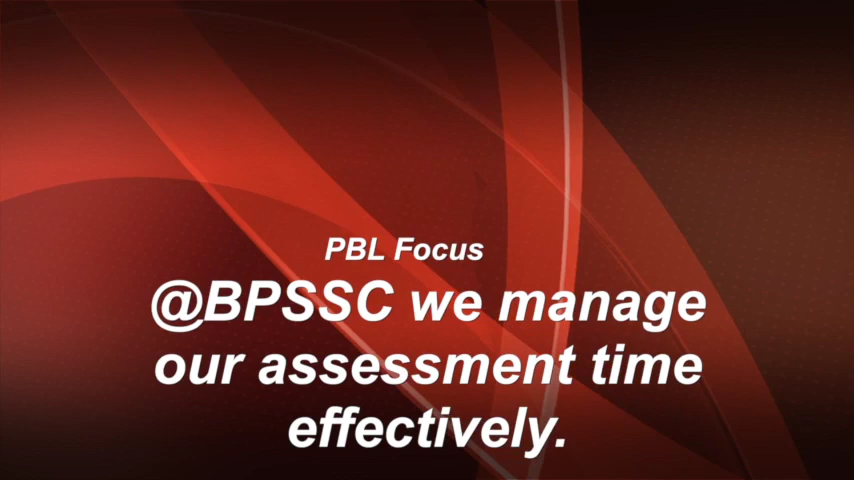 PBL Focus
@BPSSC we manage
our assessment time
effectively.